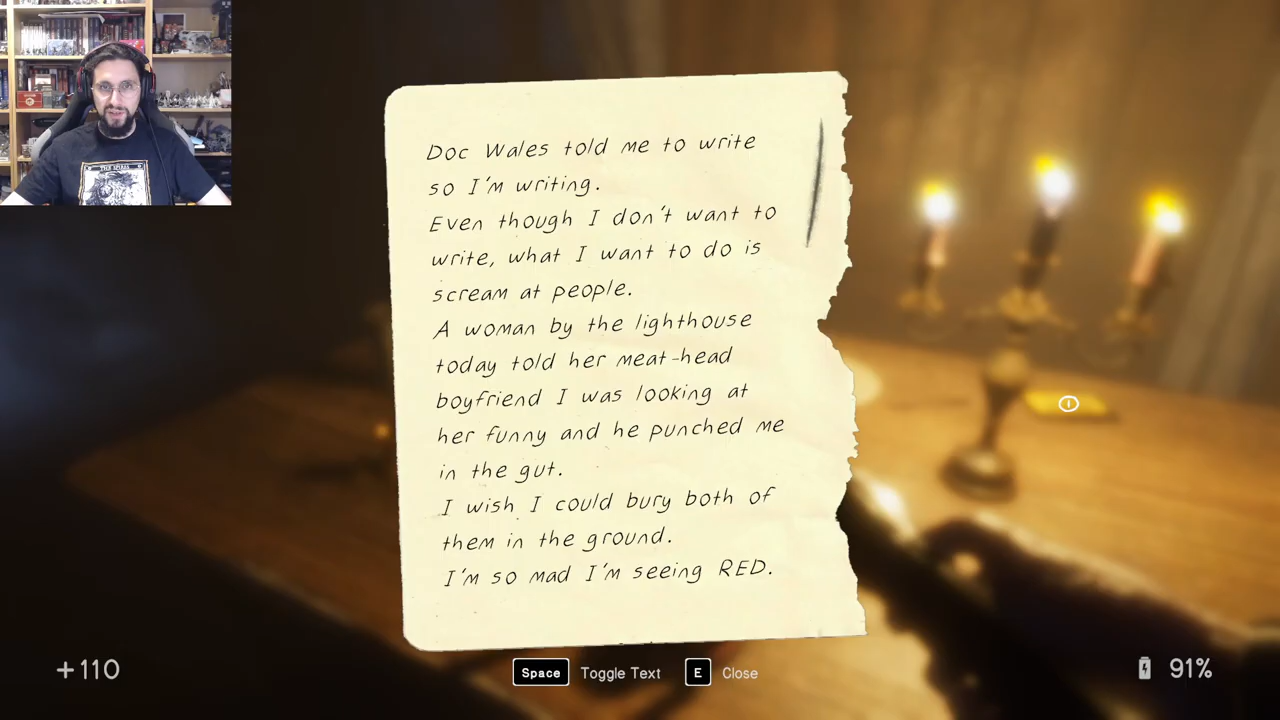 Doc Wales told me to write
so I'm writing.
Even though I don't want to
write, what I want to do is
scream at people.
A woman by the lighthouse
today told her meat-head
boyfriend I was looking at
her funny and he punched me
in the gut.
I wish I could bury both of
them in the ground.
I'm so mad I'm seeing RED.
+110
Space Toggle Text E Close
91%